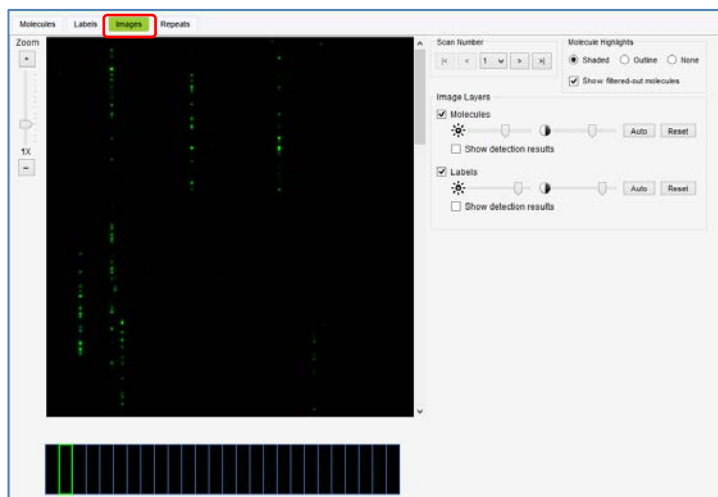 Molecules Labels Images Repeats
Zoom
+
1X
−
Scan Number
|< < 1 > >|
Molecule Highlights
Shaded Outline None
Show filtered-out molecules
Image Layers
Molecules
Auto Reset
Show detection results
Labels
Auto Reset
Show detection results